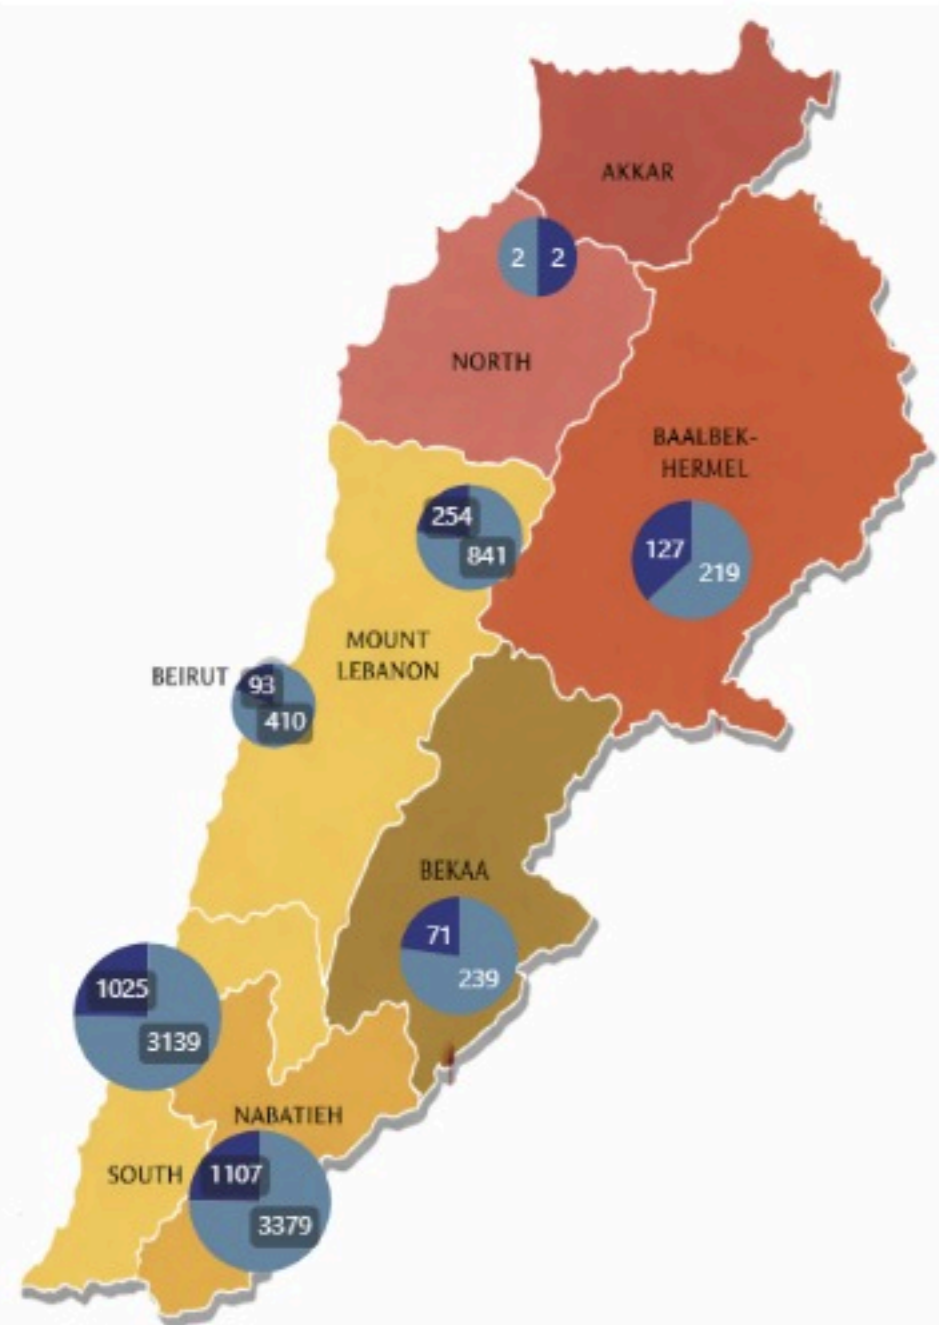 AKKAR
2 2
NORTH
BAALBEK-
HERMEL
254
841
127
219
MOUNT
LEBANON
BEIRUT
93
410
BEKAA
71
239
1025
3139
NABATIEH
SOUTH
1107
3379